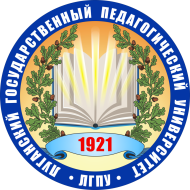 ЛУГАНСКИЙ ГОСУДАРСТВЕННЫЙ ПЕДАГОГИЧЕСКИЙ УНИВЕРСИТЕТ
1921
• ЛГПУ •